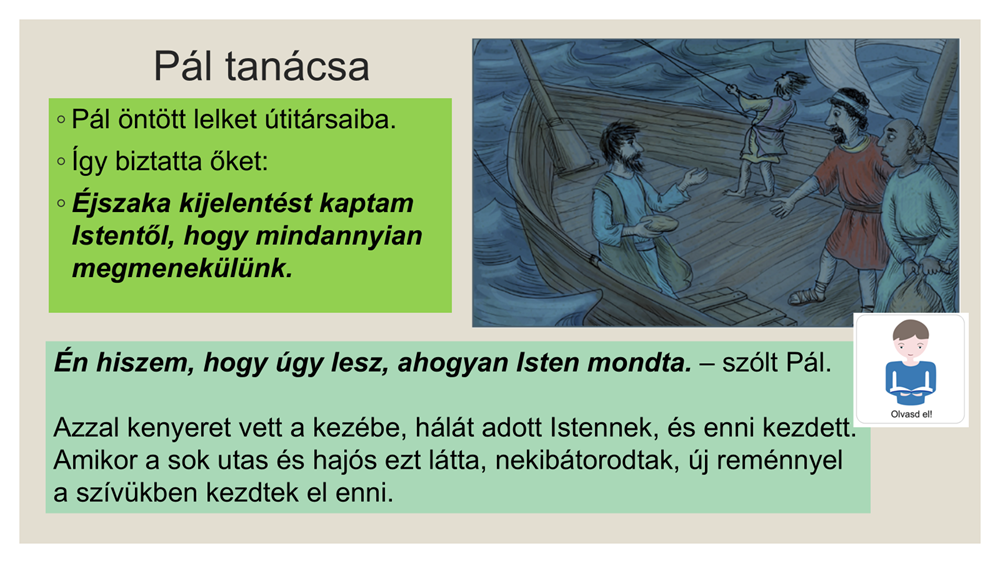 Pál tanácsa
◦ Pál öntött lelket útitársaiba.
◦ Így biztatta őket:
◦ Éjszaka kijelentést kaptam
Istentől, hogy mindannyian
megmenekülünk.
Én hiszem, hogy úgy lesz, ahogyan Isten mondta. – szólt Pál.
Azzal kenyeret vett a kezébe, hálát adott Istennek, és enni kezdett.
Amikor a sok utas és hajós ezt látta, nekibátorodtak, új reménnyel
a szívükben kezdtek el enni.
Olvasd el!